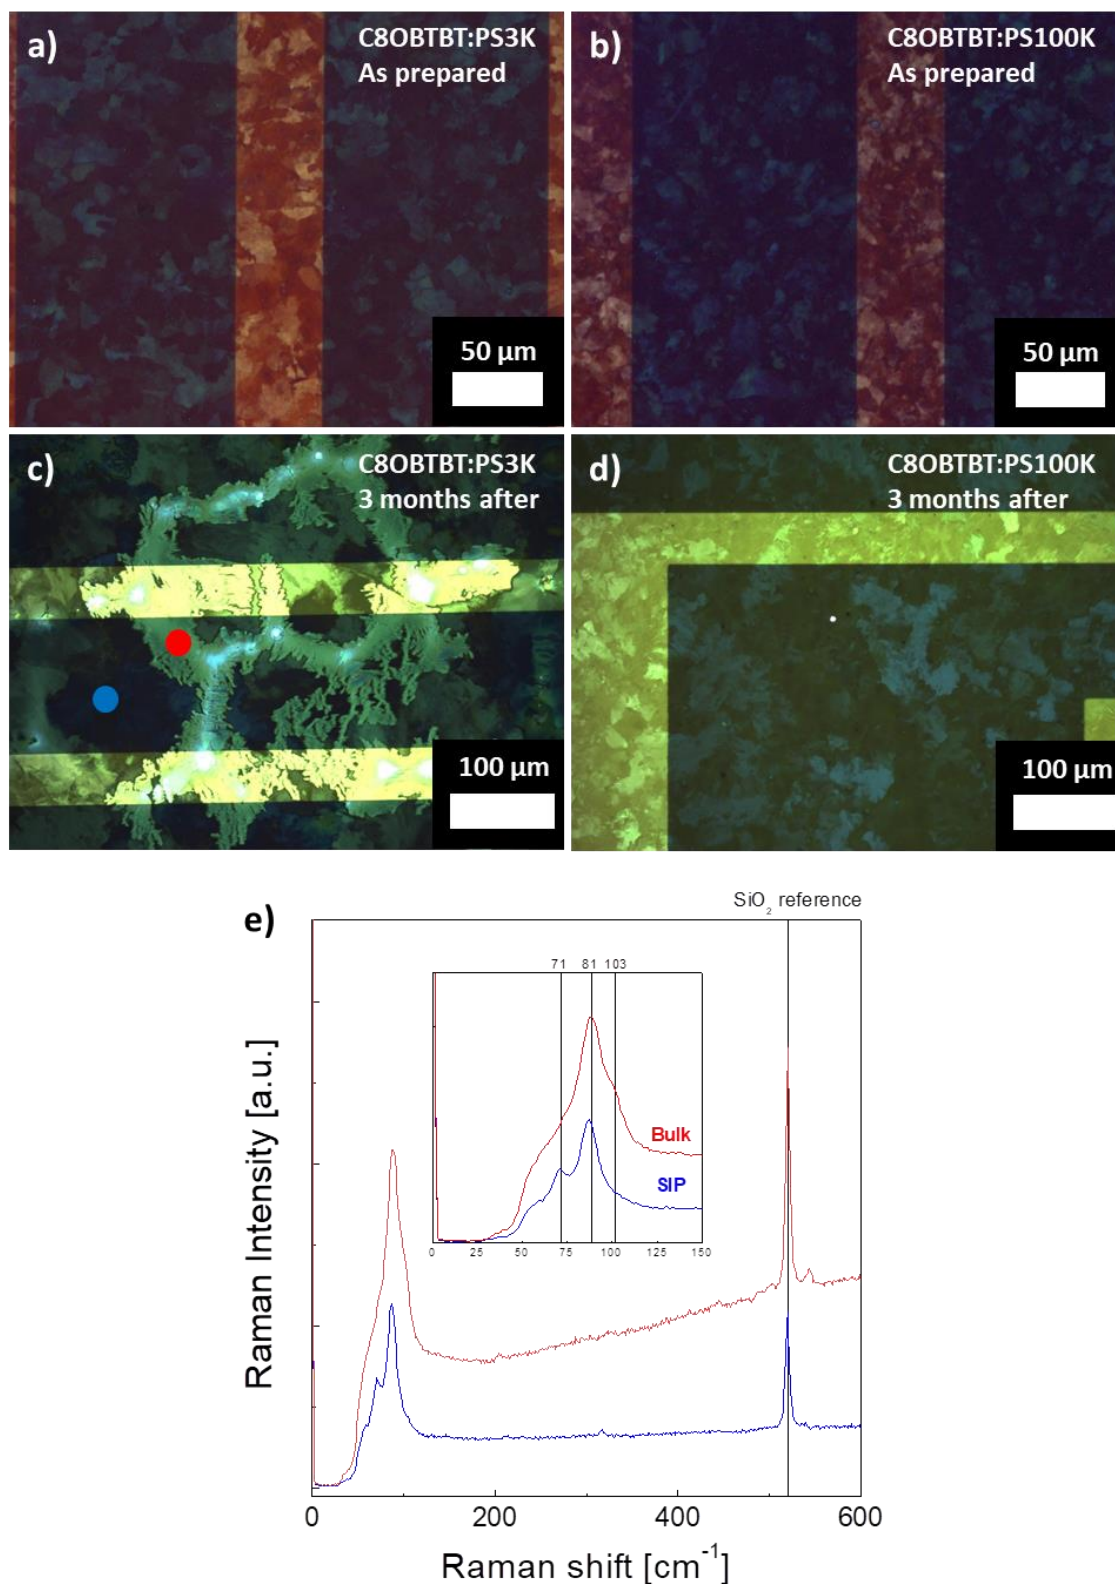 a)
C8OBTBT:PS3K
As prepared
50 µm
b)
C8OBTBT:PS100K
As prepared
50 µm
c)
C8OBTBT:PS3K
3 months after
100 µm
d)
C8OBTBT:PS100K
3 months after
100 µm
e)
SiO₂ reference
71 81 103
Bulk
SIP
0 25 50 75 100 125 150
Raman Intensity [a.u.]
0 200 400 600
Raman shift [cm⁻¹]